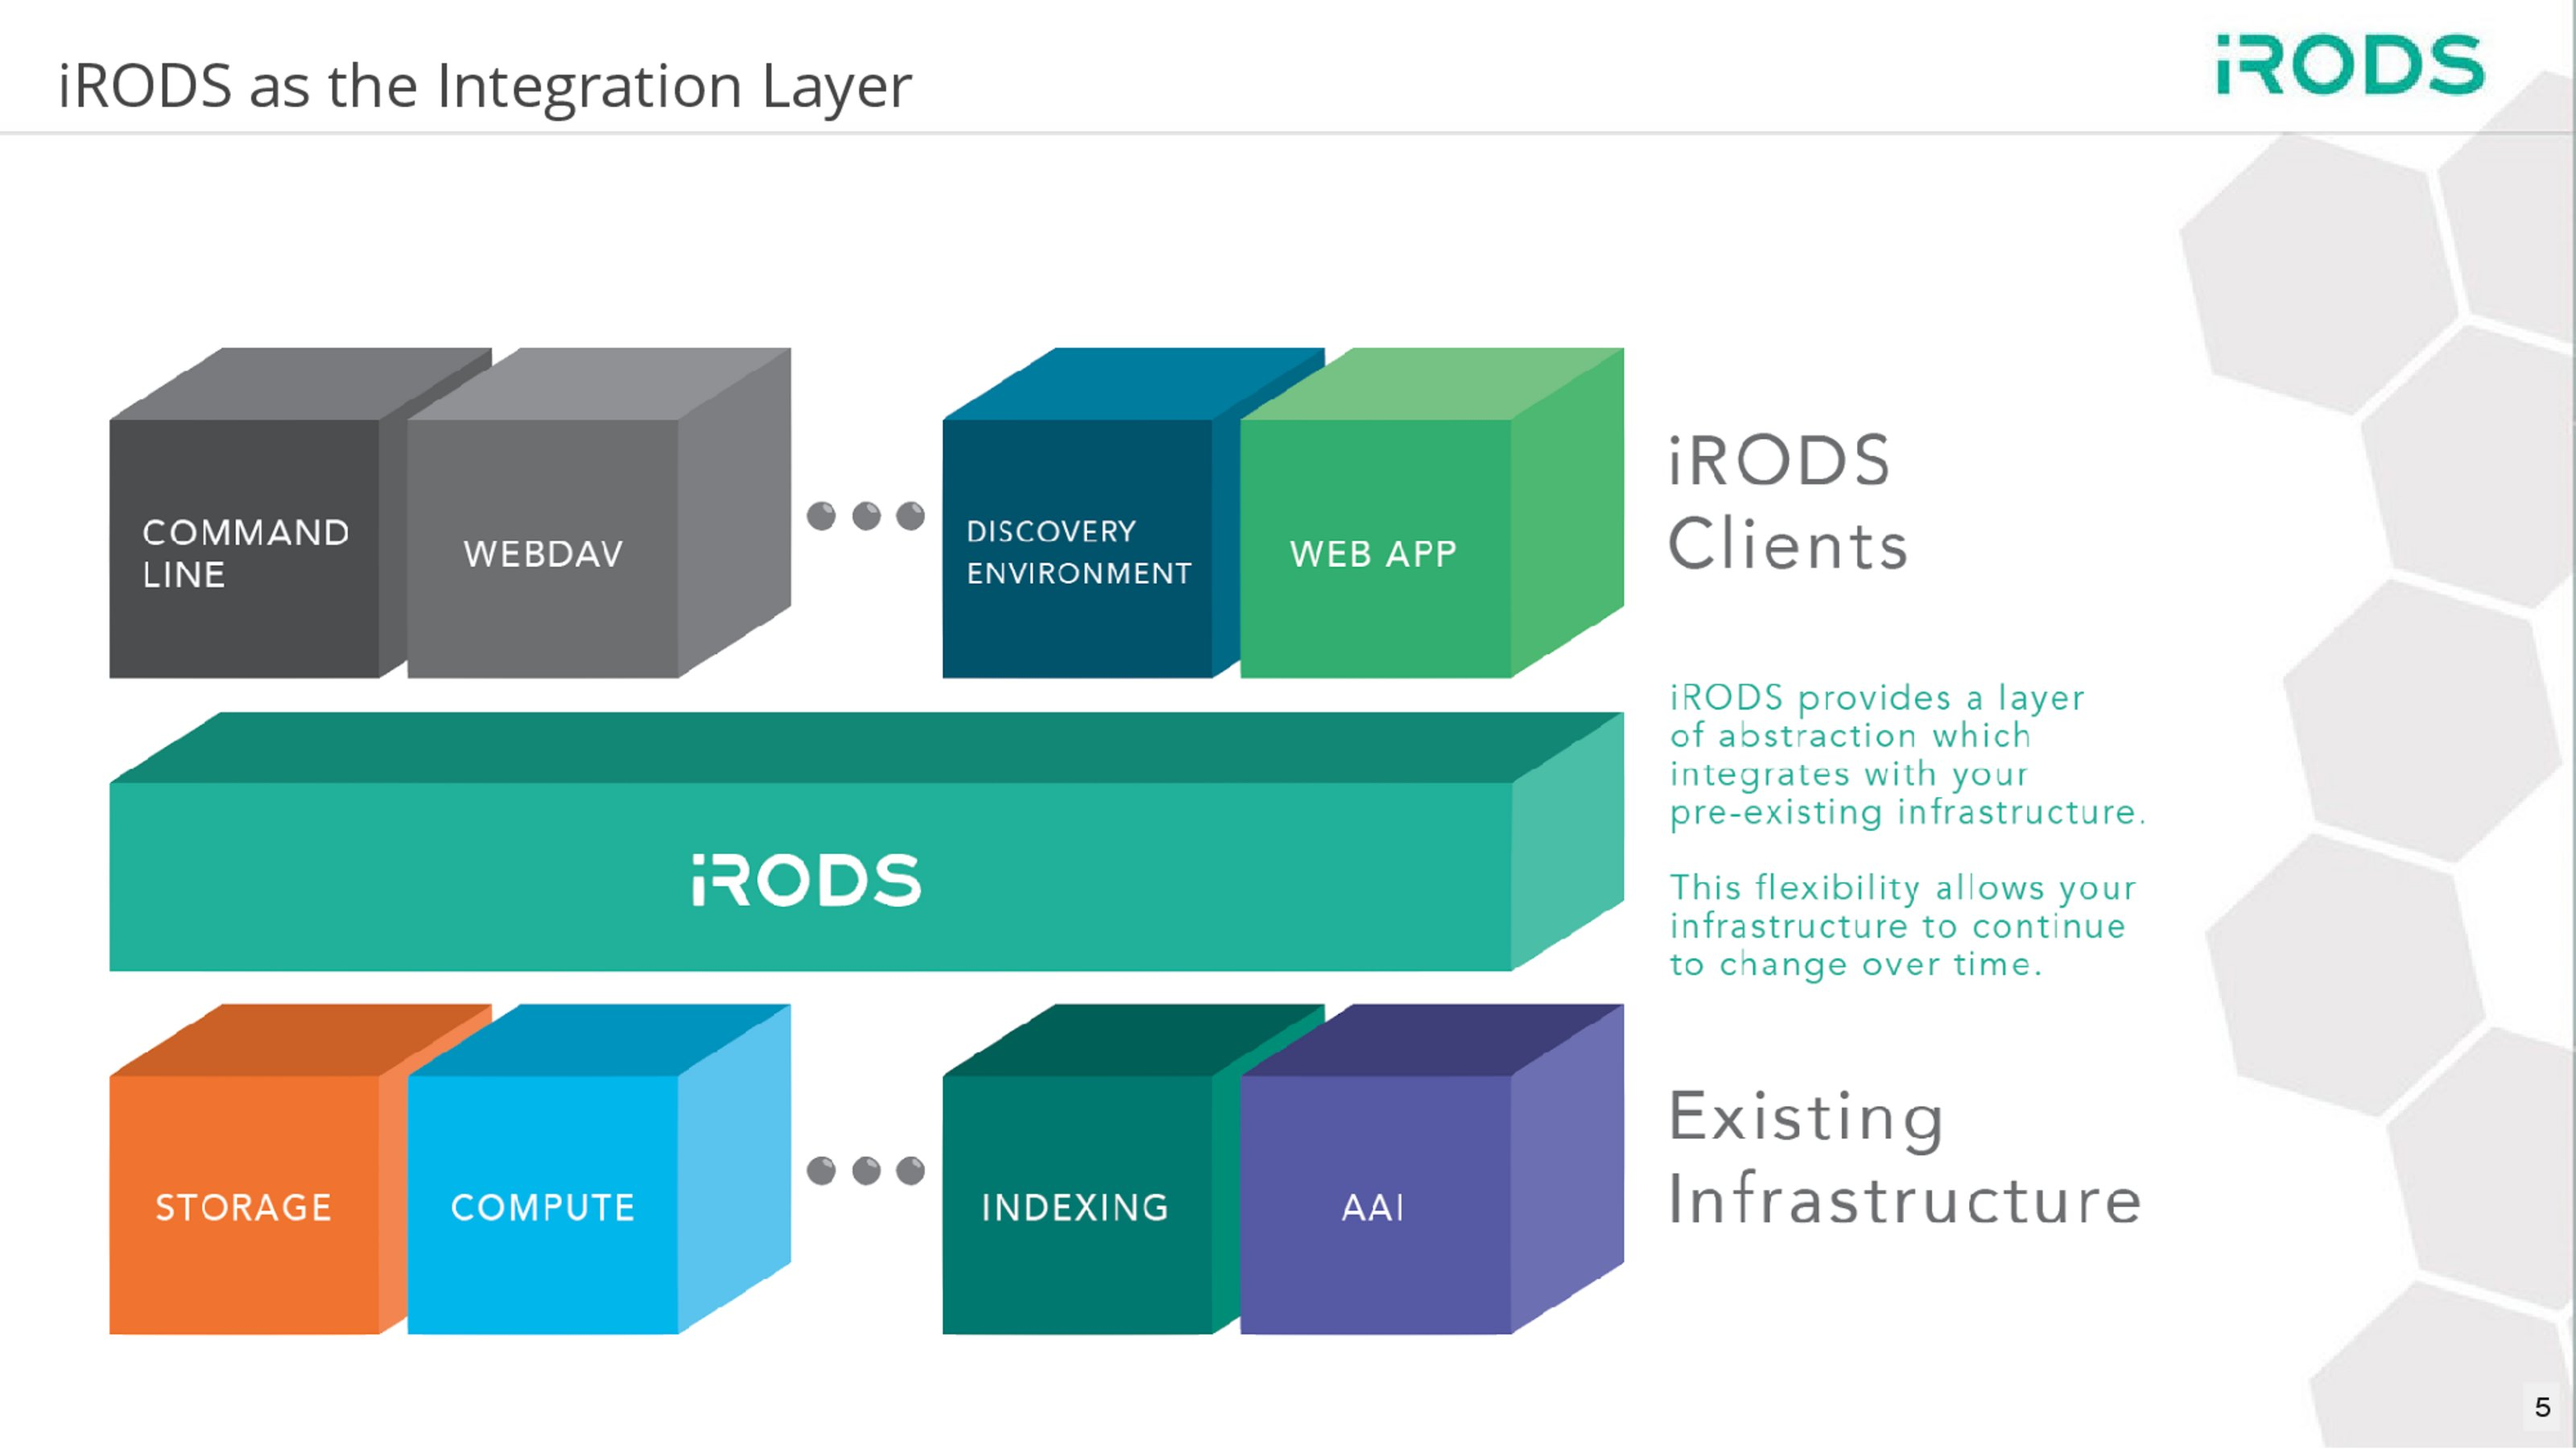 iRODS as the Integration Layer
iRODS
COMMAND
LINE
WEBDAV
DISCOVERY
ENVIRONMENT
WEB APP
iRODS
Clients
iRODS provides a layer
of abstraction which
integrates with your
pre-existing infrastructure.
This flexibility allows your
infrastructure to continue
to change over time.
iRODS
STORAGE
COMPUTE
INDEXING
AAI
Existing
Infrastructure
5